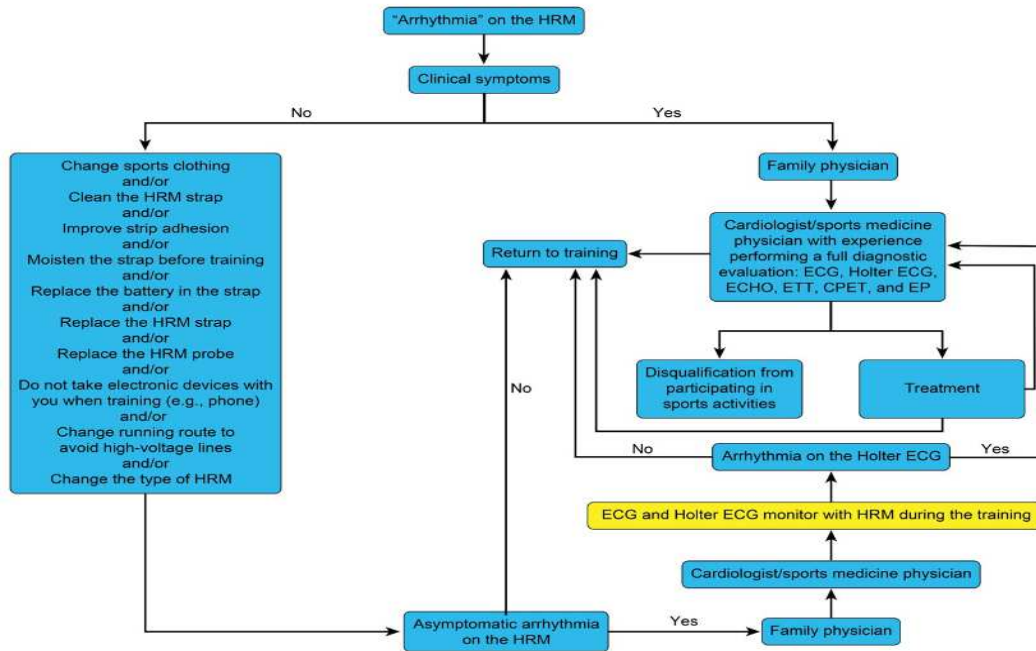 “Arrhythmia” on the HRM
Clinical symptoms
No
Yes
Change sports clothing
and/or
Clean the HRM strap
and/or
Improve strip adhesion
and/or
Moisten the strap before training
and/or
Replace the battery in the strap
and/or
Replace the HRM strap
and/or
Replace the HRM probe
and/or
Do not take electronic devices with
you when training (e.g., phone)
and/or
Change running route to
avoid high-voltage lines
and/or
Change the type of HRM
Family physician
Cardiologist/sports medicine
physician with experience
performing a full diagnostic
evaluation: ECG, Holter ECG,
ECHO, ETT, CPET, and EP
Return to training
Disqualification from
participating in
sports activities
Treatment
No
No
Arrhythmia on the Holter ECG
Yes
ECG and Holter ECG monitor with HRM during the training
Cardiologist/sports medicine physician
Asymptomatic arrhythmia
on the HRM
Yes
Family physician